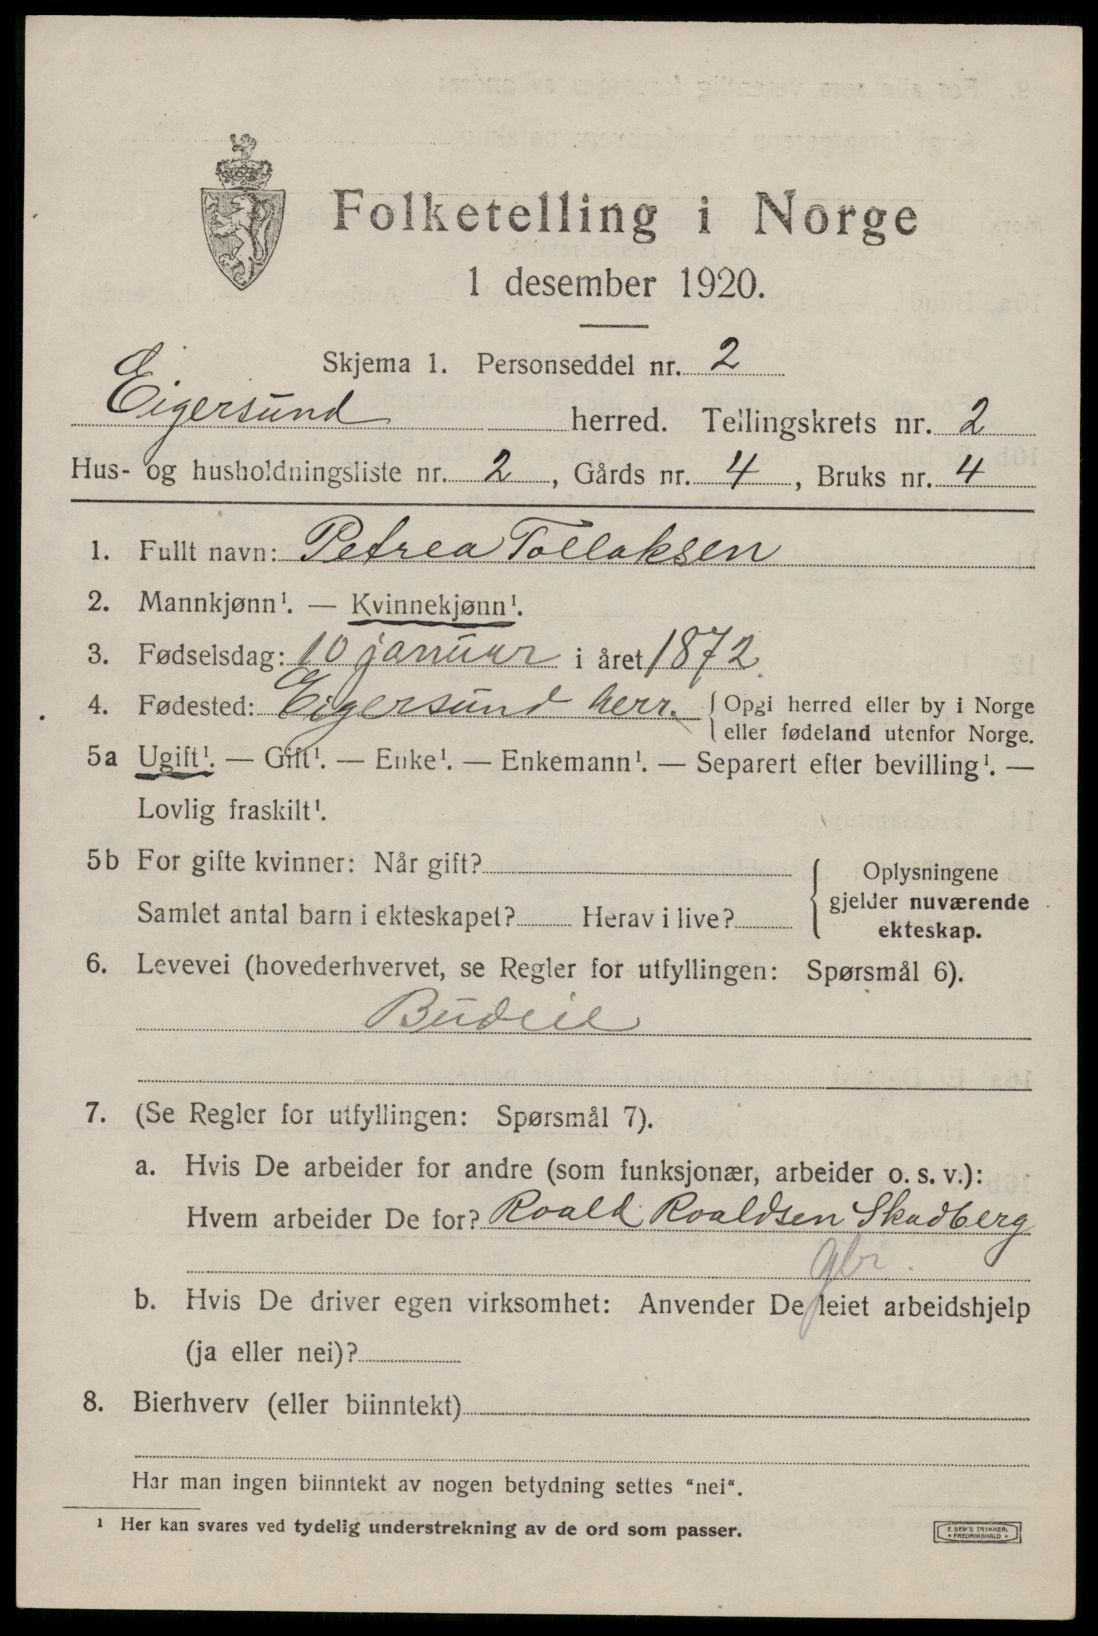 Folketelling i Norge
1 desember 1920.
Skjema 1. Personseddel nr. 2
Eigersund herred. Tellingskrets nr. 2
Hus- og husholdningsliste nr. 2, Gårds nr. 4, Bruks nr. 4
1. Fullt navn: Petrea Tollaksen
2. Mannkjønn¹. — Kvinnekjønn¹.
3. Fødselsdag: 10 januar i året 1872
4. Fødested: Eigersund herr. { Opgi herred eller by i Norge
eller fødeland utenfor Norge.
5a Ugift¹. — Gift¹. — Enke¹. — Enkemann¹. — Separert efter bevilling¹. —
Lovlig fraskilt¹.
5b For gifte kvinner: Når gift?
Samlet antal barn i ekteskapet? Herav i live?
{ Oplysningene
gjelder nuværende
ekteskap.
6. Levevei (hovederhvervet, se Regler for utfyllingen: Spørsmål 6).
Budeie
7. (Se Regler for utfyllingen: Spørsmål 7).
a. Hvis De arbeider for andre (som funksjonær, arbeider o. s. v.):
Hvem arbeider De for? Roald Roaldsen Skadberg
gbr.
b. Hvis De driver egen virksomhet: Anvender De leiet arbeidshjelp
(ja eller nei)?
8. Bierhverv (eller biinntekt)
Har man ingen biinntekt av nogen betydning settes "nei".
¹ Her kan svares ved tydelig understrekning av de ord som passer.
E. SEM'S TRYKKERI
• FREDRIKSHALD •